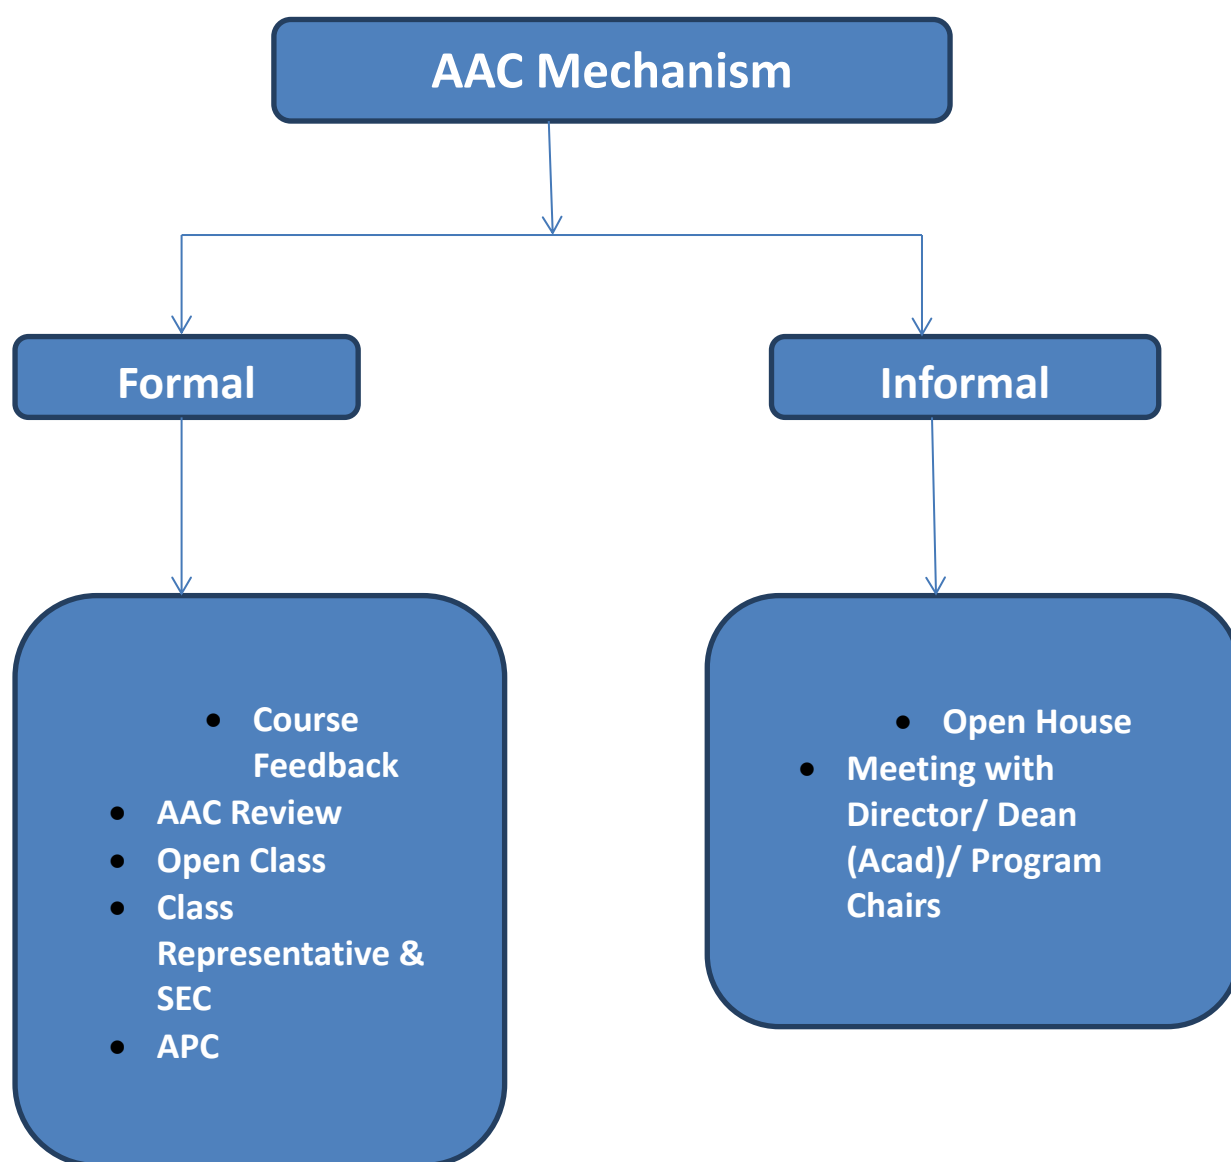 AAC Mechanism
Formal
Informal
• Course
Feedback
• AAC Review
• Open Class
• Class
Representative &
SEC
• APC
• Open House
• Meeting with
Director/ Dean
(Acad)/ Program
Chairs